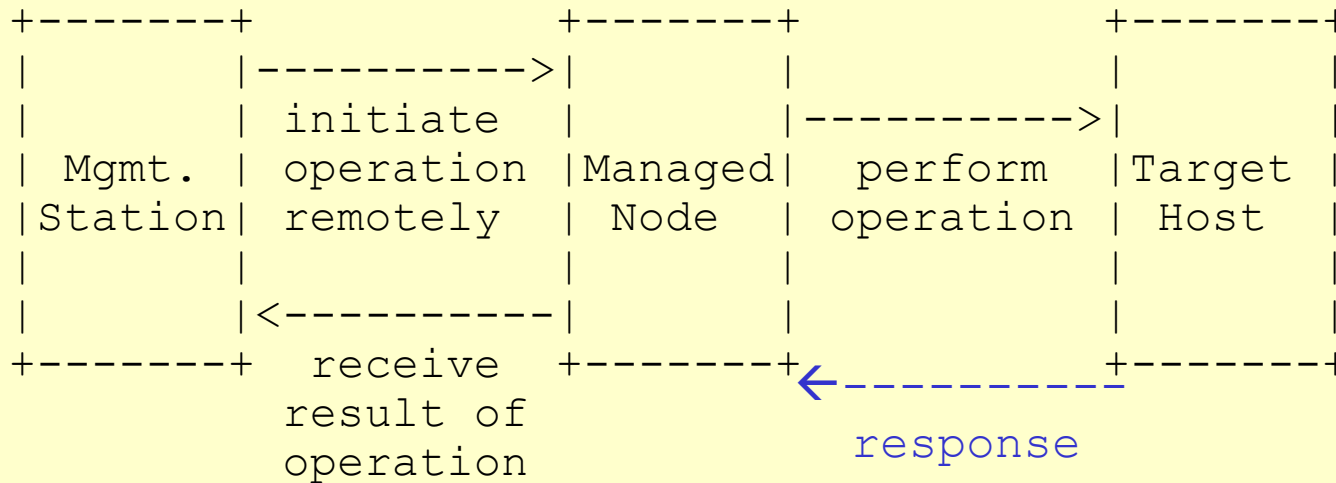 +-------+            +-------+            +-------+
|       |----------->|       |            |       |
|       | initiate   |       |----------->|       |
| Mgmt. | operation  |Managed|  perform   |Target |
|Station| remotely   | Node  | operation  | Host  |
|       |            |       |            |       |
|       |<-----------|       |            |       |
+-------+  receive   +-------+            +-------+
←----------
result of
response
operation